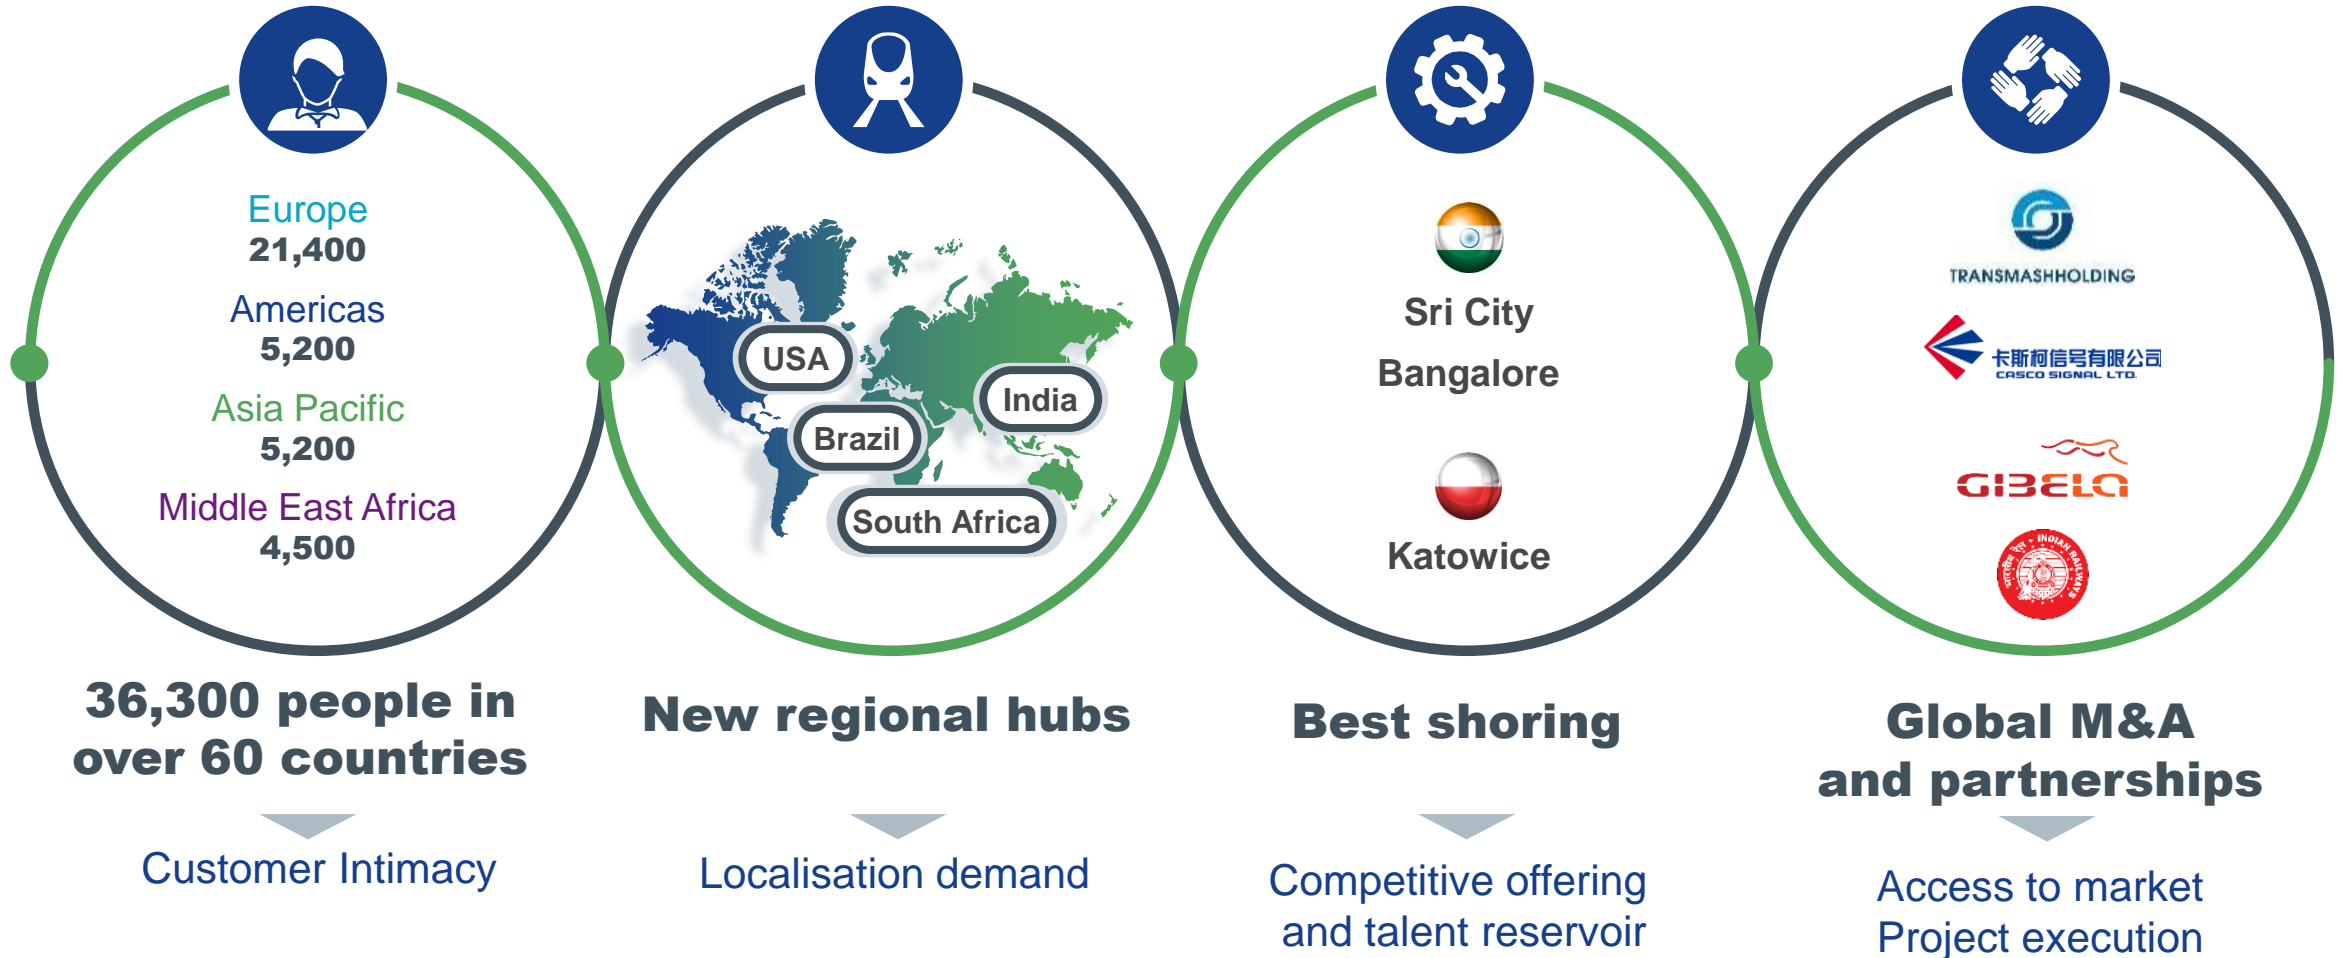 Europe
21,400
Americas
5,200
Asia Pacific
5,200
Middle East Africa
4,500
36,300 people in
over 60 countries
Customer Intimacy
USA
India
Brazil
South Africa
New regional hubs
Localisation demand
Sri City
Bangalore
Katowice
Best shoring
Competitive offering
and talent reservoir
TRANSMASHHOLDING
卡斯柯信号有限公司
CASCO SIGNAL LTD.
GIBELA
भारतीय रेल
INDIAN RAILWAYS
Global M&A
and partnerships
Access to market
Project execution